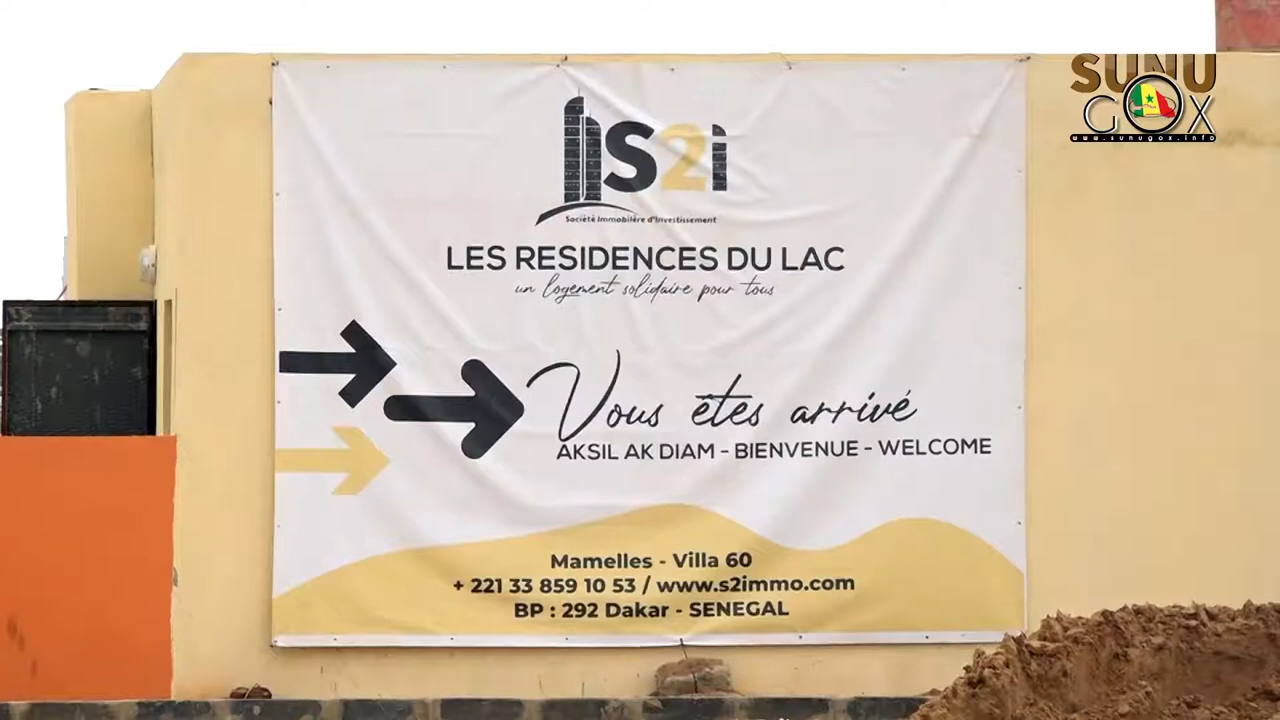 SUNU
GOX
www.sunugox.info
S2i
Société Immobilère d'Investissement
LES RESIDENCES DU LAC
un logement solidaire pour tous
Vous êtes arrivé
AKSIL AK DIAM - BIENVENUE - WELCOME
Mamelles - Villa 60
+ 221 33 859 10 53 / www.s2immo.com
BP : 292 Dakar - SENEGAL